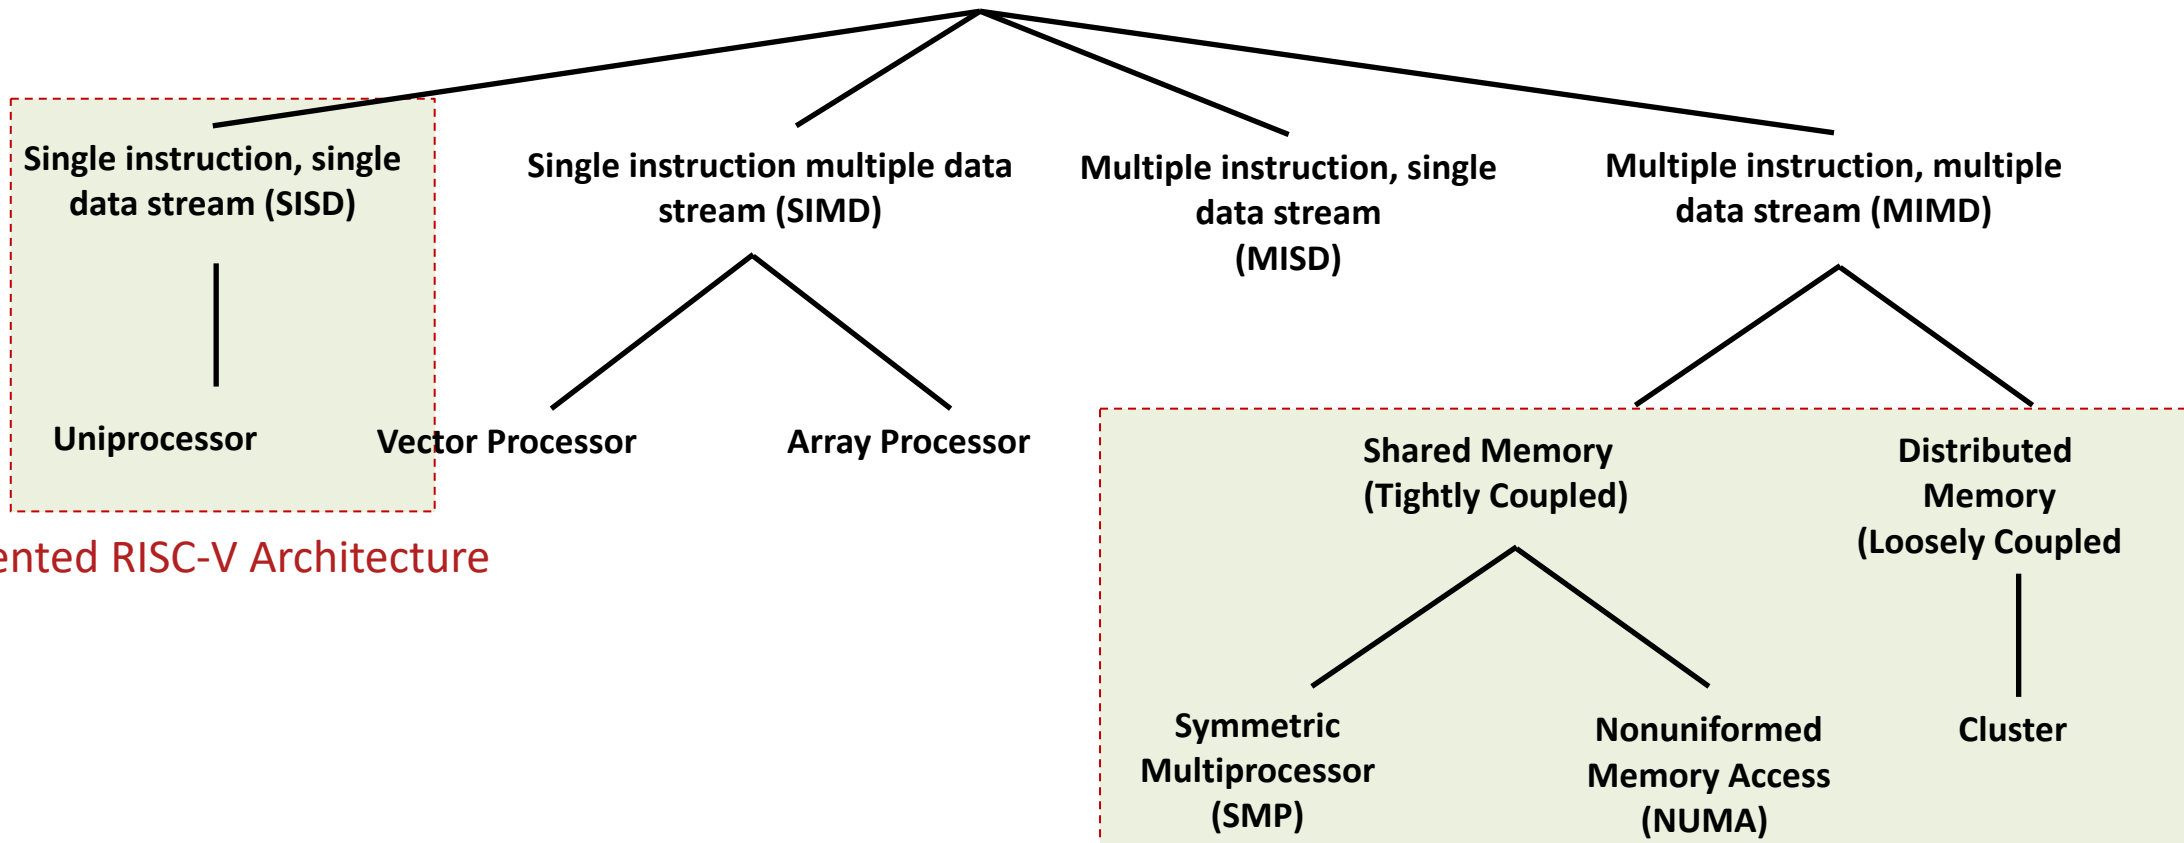 Single instruction, single
data stream (SISD)
Single instruction multiple data
stream (SIMD)
Multiple instruction, single
data stream
(MISD)
Multiple instruction, multiple
data stream (MIMD)
Uniprocessor
Vector Processor
Array Processor
Shared Memory
(Tightly Coupled)
Distributed
Memory
(Loosely Coupled
ented RISC-V Architecture
Symmetric
Multiprocessor
(SMP)
Nonuniformed
Memory Access
(NUMA)
Cluster